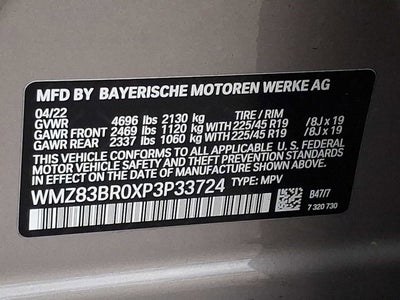 MFD BY BAYERISCHE MOTOREN WERKE AG
04/22 TIRE / RIM
GVWR 4696 lbs 2130 kg
GAWR FRONT 2469 lbs 1120 kg WITH 225/45 R19 /8J x 19
GAWR REAR 2337 lbs 1060 kg WITH 225/45 R19 /8J x 19
THIS VEHICLE CONFORMS TO ALL APPLICABLE U. S. FEDERAL
MOTOR VEHICLE SAFETY, BUMPER, AND THEFT PREVENTION
STANDARDS IN EFFECT ON THE DATE OF MANUFACTURE
SHOWN ABOVE.
WMZ83BR0XP3P33724 TYPE: MPV
B47/7
7 320 730